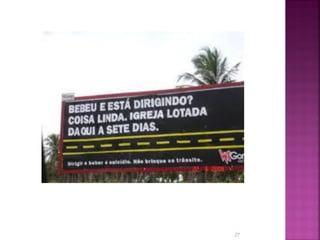 BEBEU E ESTÁ DIRIGINDO?
COISA LINDA. IGREJA LOTADA
DAQUI A SETE DIAS.
Dirigir e beber é suicídio. Não brinque no trânsito.